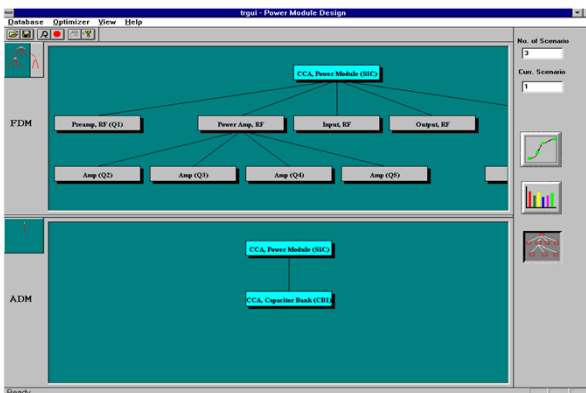 trgui - Power Module Design
Database Optimizer View Help
No. of Scenario
3
Curr. Scenario
1
FDM
CCA, Power Module (SiC)
Preamp, RF (Q1)
Power Amp, RF
Input, RF
Output, RF
Amp (Q2)
Amp (Q3)
Amp (Q4)
Amp (Q5)
ADM
CCA, Power Module (SiC)
CCA, Capacitor Bank (CB1)
Ready